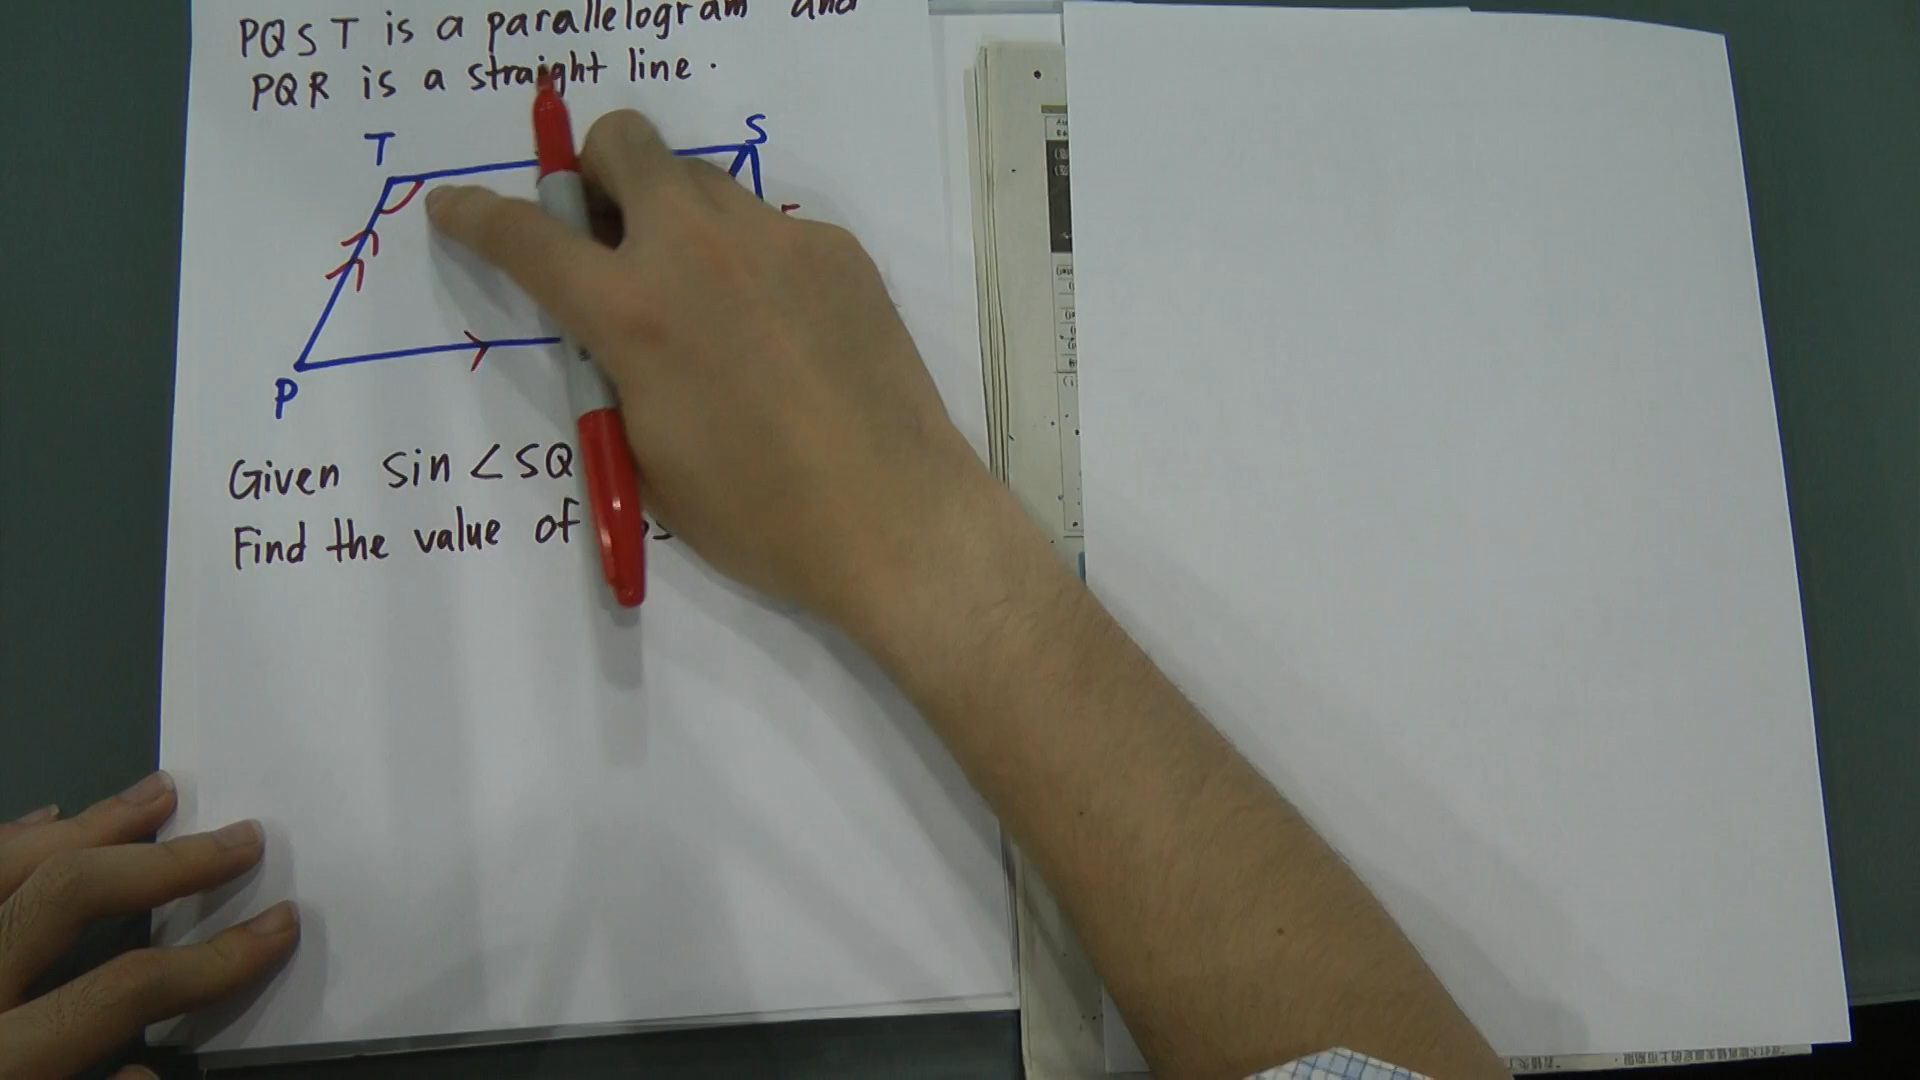 PQST is a parallelogram and
PQR is a straight line.
T
S
P
Given sin ∠SQ
Find the value of